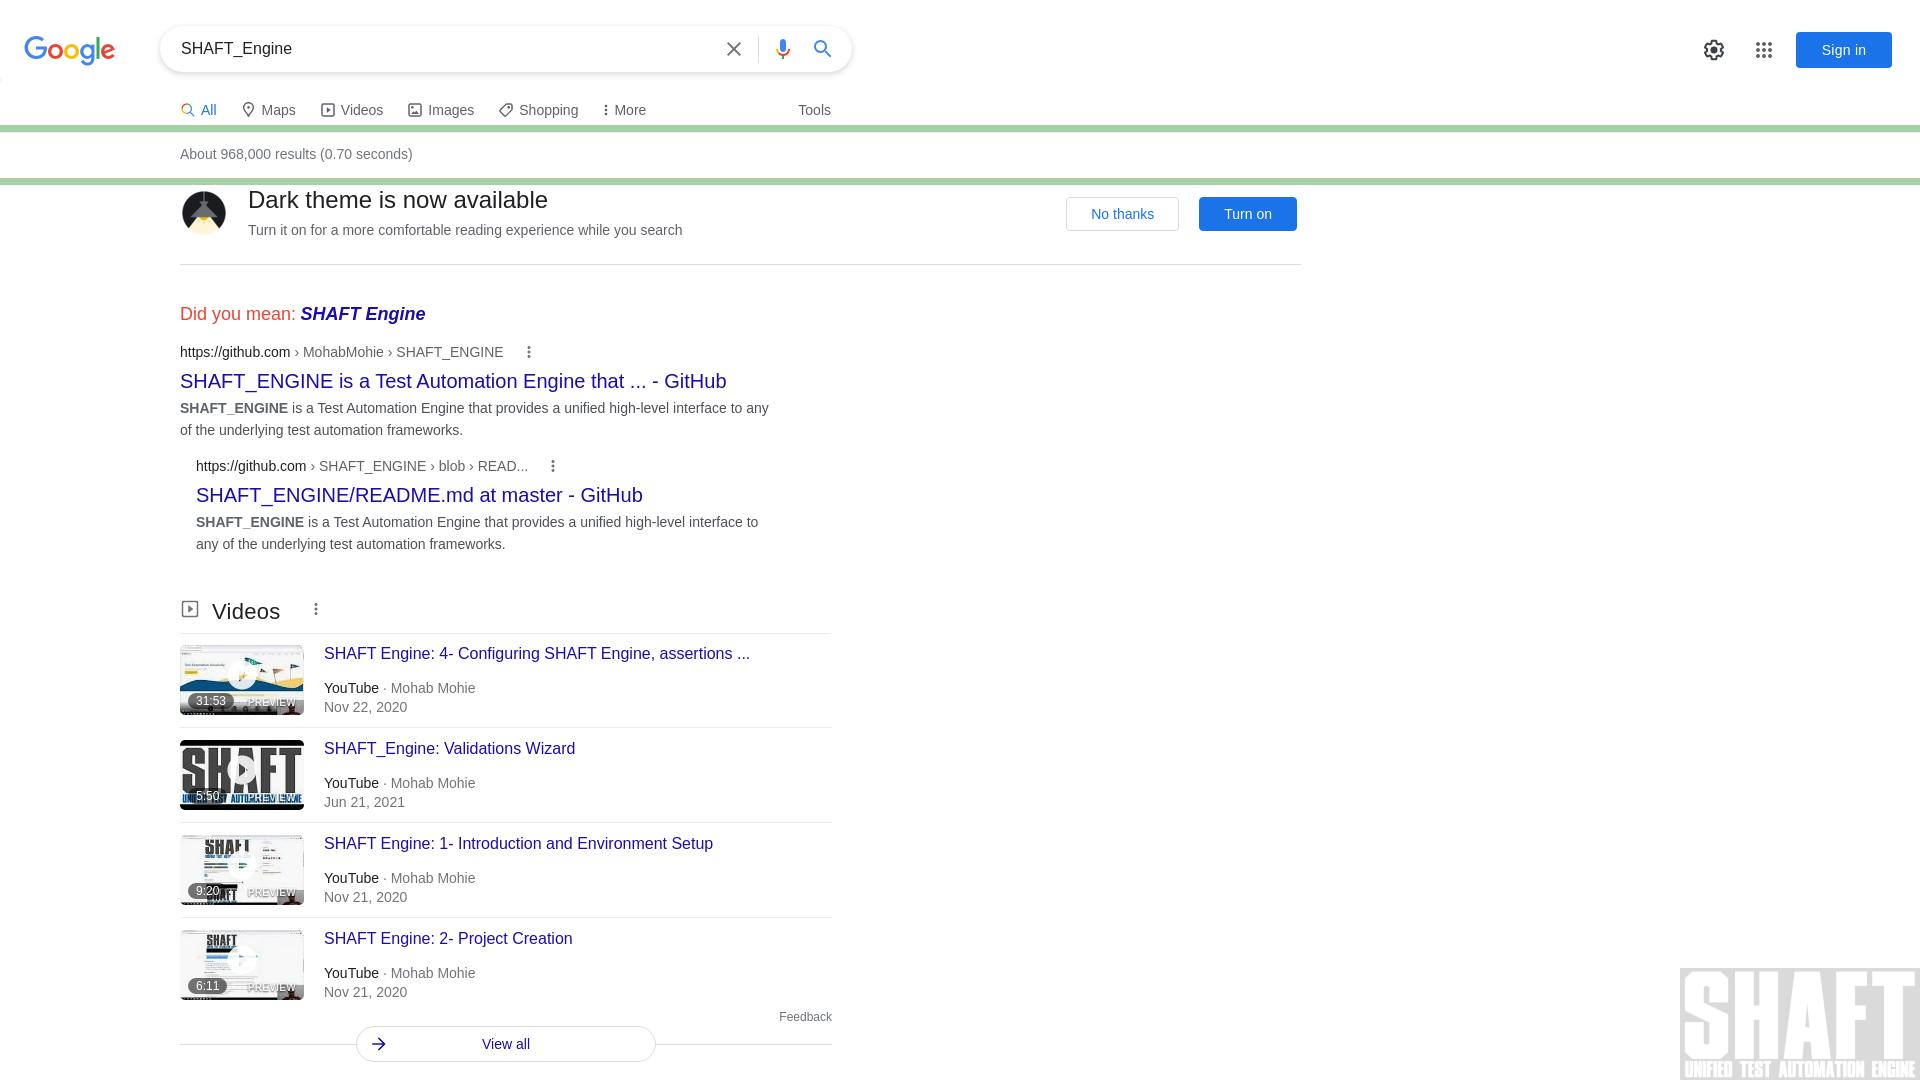 Google
SHAFT_Engine
Sign in
All
Maps
Videos
Images
Shopping
More
Tools
About 968,000 results (0.70 seconds)
Dark theme is now available
Turn it on for a more comfortable reading experience while you search
No thanks
Turn on
Did you mean: SHAFT Engine
https://github.com › MohabMohie › SHAFT_ENGINE
SHAFT_ENGINE is a Test Automation Engine that ... - GitHub
SHAFT_ENGINE is a Test Automation Engine that provides a unified high-level interface to any
of the underlying test automation frameworks.
https://github.com › SHAFT_ENGINE › blob › READ...
SHAFT_ENGINE/README.md at master - GitHub
SHAFT_ENGINE is a Test Automation Engine that provides a unified high-level interface to
any of the underlying test automation frameworks.
Videos
31:53
PREVIEW
SHAFT Engine: 4- Configuring SHAFT Engine, assertions ...
YouTube · Mohab Mohie
Nov 22, 2020
SHAFT
UNIFIED TEST AUTOMATION ENGINE
5:50
PREVIEW
SHAFT_Engine: Validations Wizard
YouTube · Mohab Mohie
Jun 21, 2021
SHAFT
9:20
PREVIEW
SHAFT Engine: 1- Introduction and Environment Setup
YouTube · Mohab Mohie
Nov 21, 2020
SHAFT
6:11
PREVIEW
SHAFT Engine: 2- Project Creation
YouTube · Mohab Mohie
Nov 21, 2020
Feedback
View all
SHAFT
UNIFIED TEST AUTOMATION ENGINE